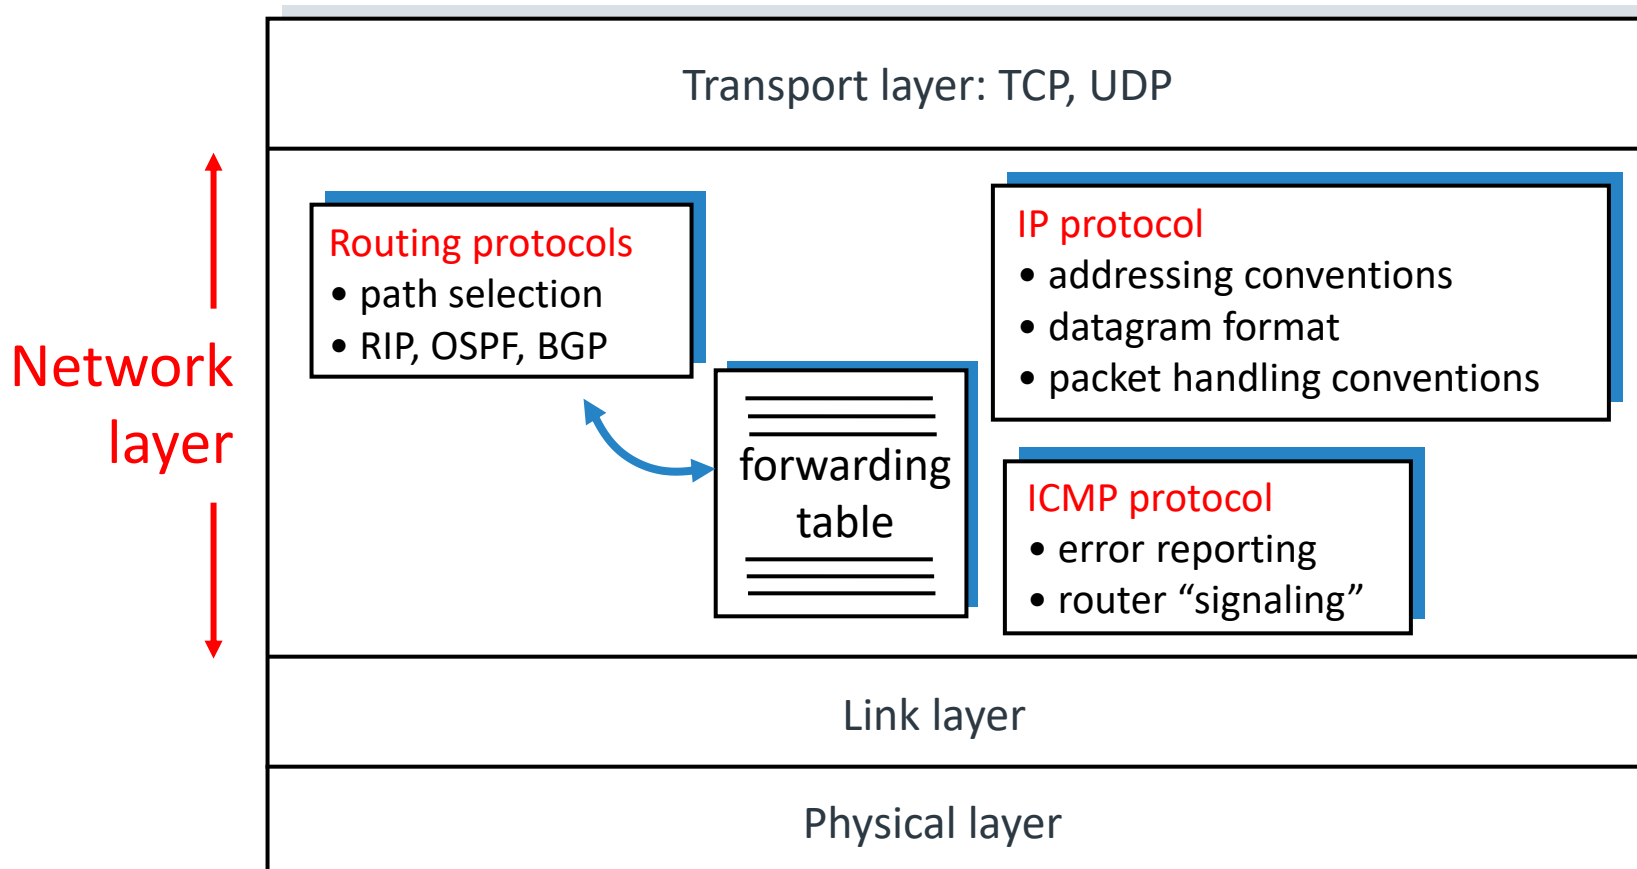 Transport layer: TCP, UDP
Network
layer
Routing protocols
• path selection
• RIP, OSPF, BGP
IP protocol
• addressing conventions
• datagram format
• packet handling conventions
forwarding
table
ICMP protocol
• error reporting
• router “signaling”
Link layer
Physical layer